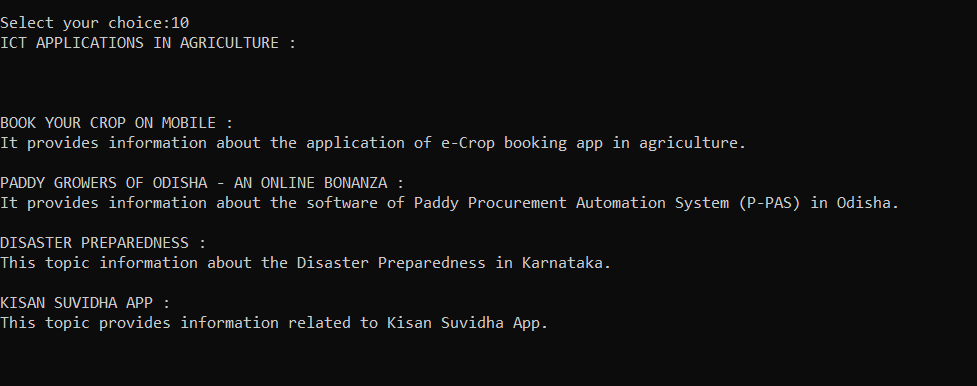 Select your choice:10
ICT APPLICATIONS IN AGRICULTURE :
BOOK YOUR CROP ON MOBILE :
It provides information about the application of e-Crop booking app in agriculture.
PADDY GROWERS OF ODISHA - AN ONLINE BONANZA :
It provides information about the software of Paddy Procurement Automation System (P-PAS) in Odisha.
DISASTER PREPAREDNESS :
This topic information about the Disaster Preparedness in Karnataka.
KISAN SUVIDHA APP :
This topic provides information related to Kisan Suvidha App.